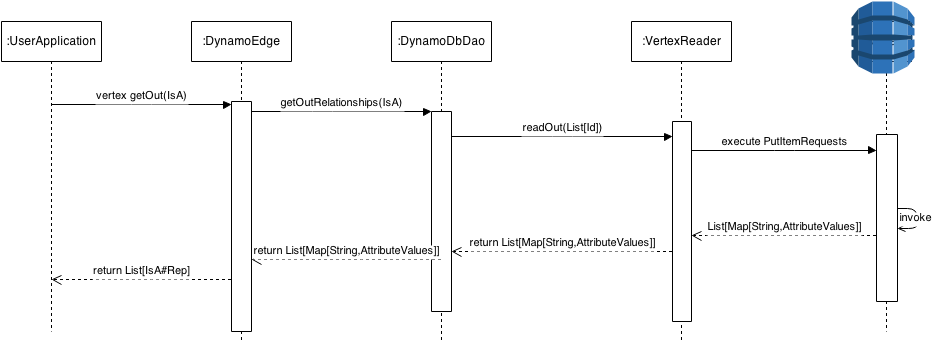 :UserApplication
:DynamoEdge
:DynamoDbDao
:VertexReader
vertex getOut(IsA)
getOutRelationships(IsA)
readOut(List[Id])
execute PutItemRequests
invoke
List[Map[String,AttributeValues]]
return List[Map[String,AttributeValues]]
return List[Map[String,AttributeValues]]
return List[IsA#Rep]